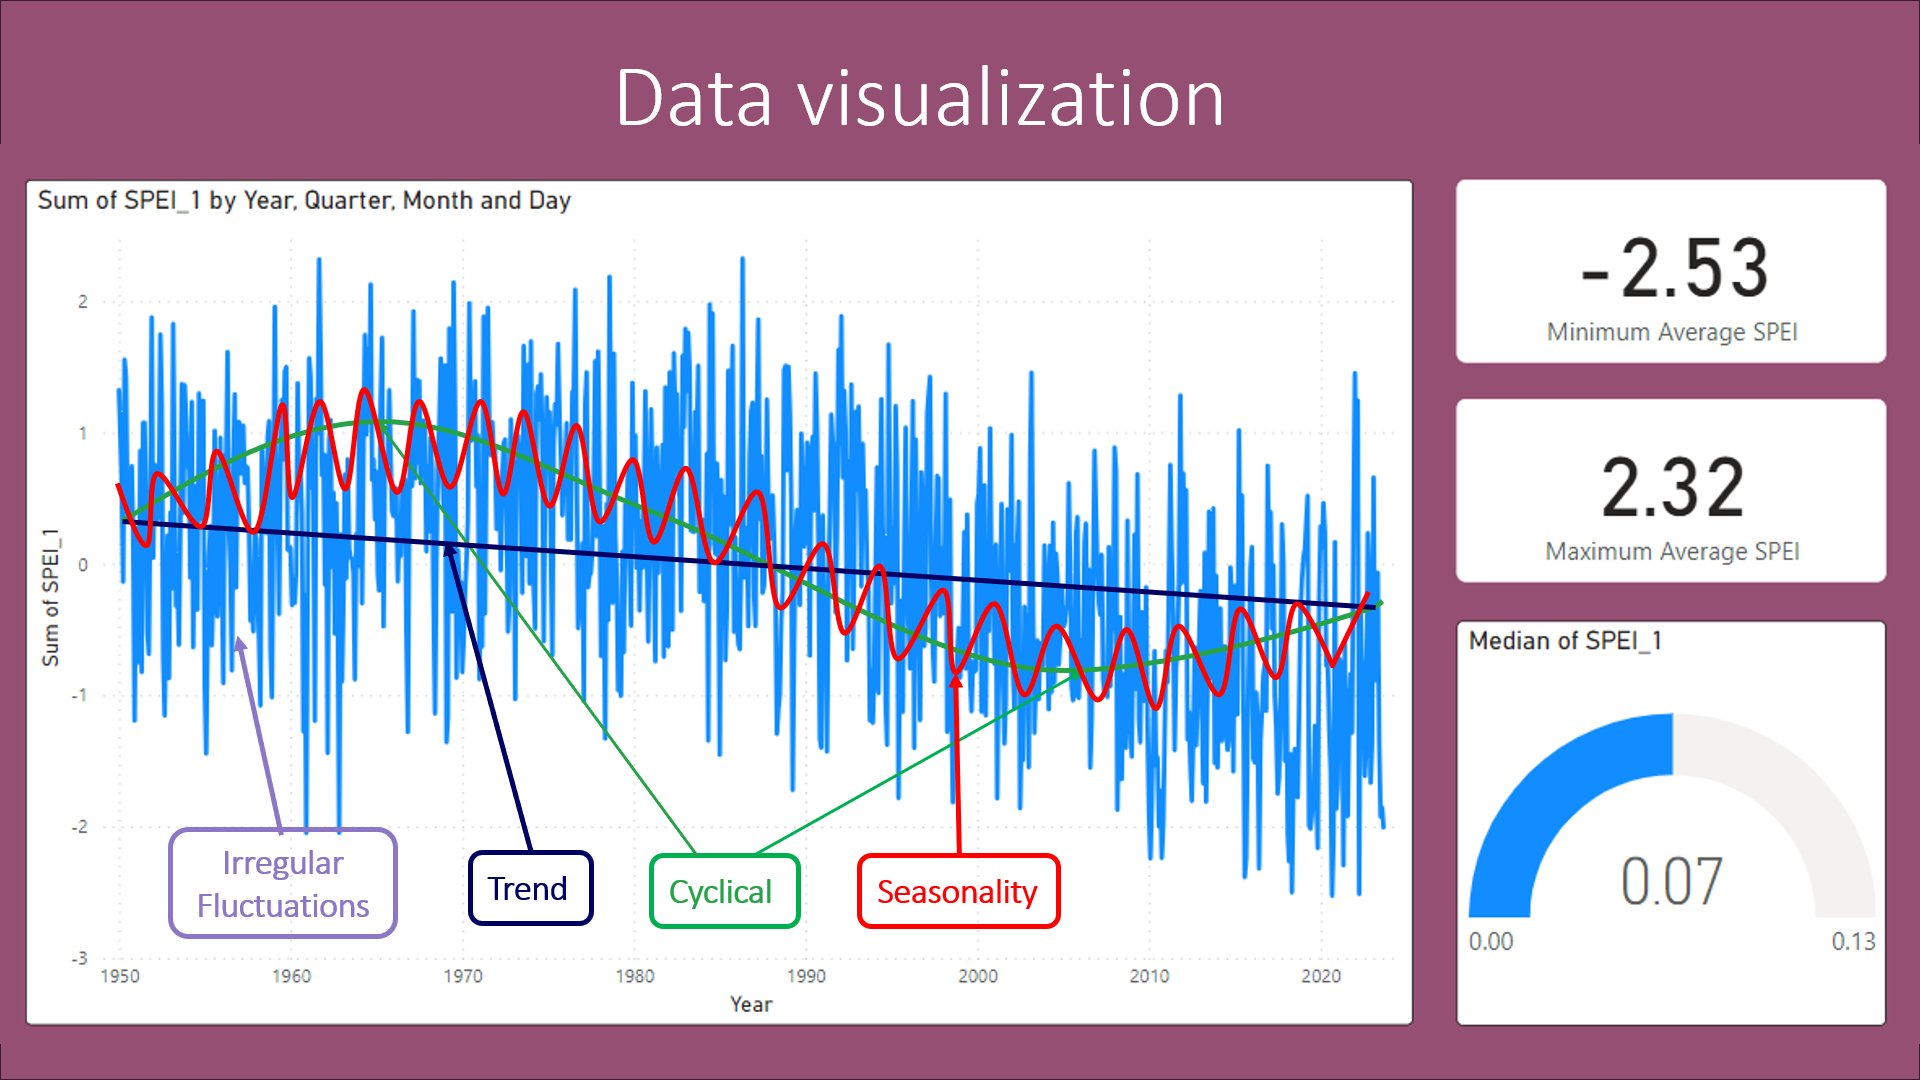 Data visualization
Sum of SPEI_1 by Year, Quarter, Month and Day
Sum of SPEI_1
2
1
0
-1
-2
-3
1950 1960 1970 1980 1990 2000 2010 2020
Year
Irregular
Fluctuations
Trend
Cyclical
Seasonality
-2.53
Minimum Average SPEI
2.32
Maximum Average SPEI
Median of SPEI_1
0.07
0.00 0.13